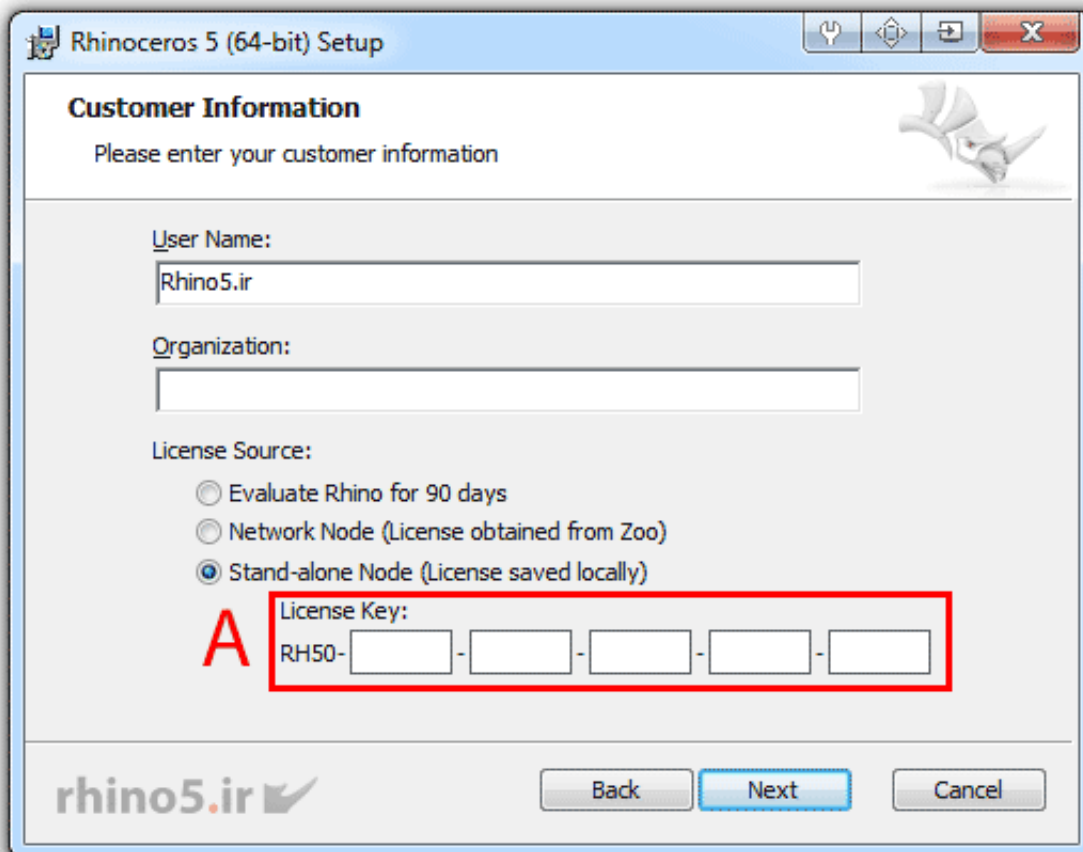 Rhinoceros 5 (64-bit) Setup
Customer Information
Please enter your customer information
User Name:
Rhino5.ir
Organization:
License Source:
Evaluate Rhino for 90 days
Network Node (License obtained from Zoo)
Stand-alone Node (License saved locally)
A
License Key:
RH50- - - - -
rhino5.ir
Back Next Cancel